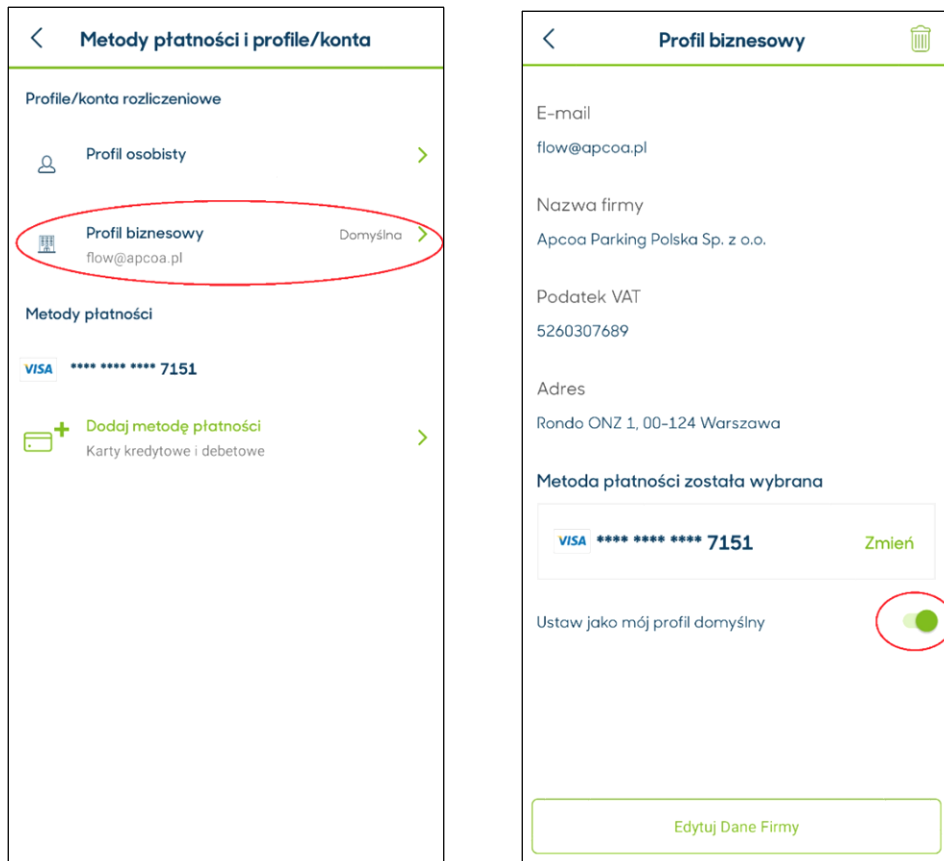 Metody płatności i profile/konta
Profile/konta rozliczeniowe
Profil osobisty
Profil biznesowy
Domyślna
flow@apcoa.pl
Metody płatności
VISA **** **** **** 7151
Dodaj metodę płatności
Karty kredytowe i debetowe
Profil biznesowy
E-mail
flow@apcoa.pl
Nazwa firmy
Apcoa Parking Polska Sp. z o.o.
Podatek VAT
5260307689
Adres
Rondo ONZ 1, 00-124 Warszawa
Metoda płatności została wybrana
VISA **** **** **** 7151 Zmień
Ustaw jako mój profil domyślny
Edytuj Dane Firmy